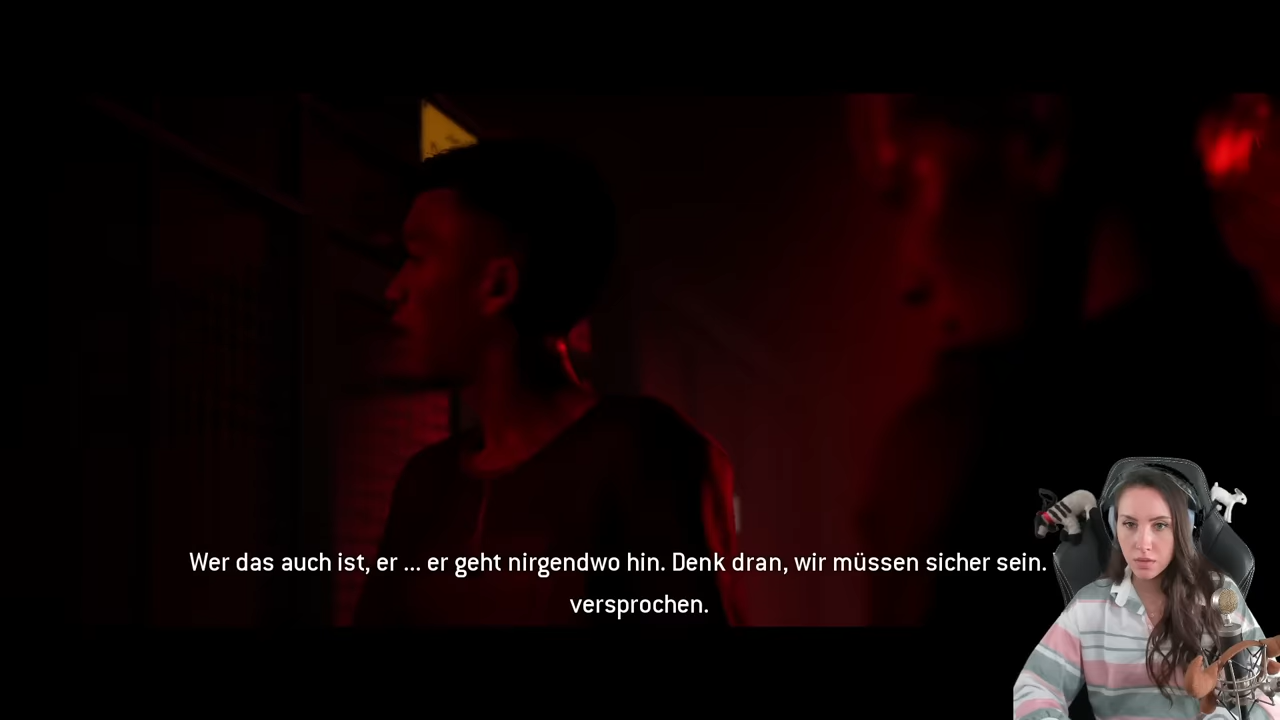 Wer das auch ist, er ... er geht nirgendwo hin. Denk dran, wir müssen sicher sein.
versprochen.